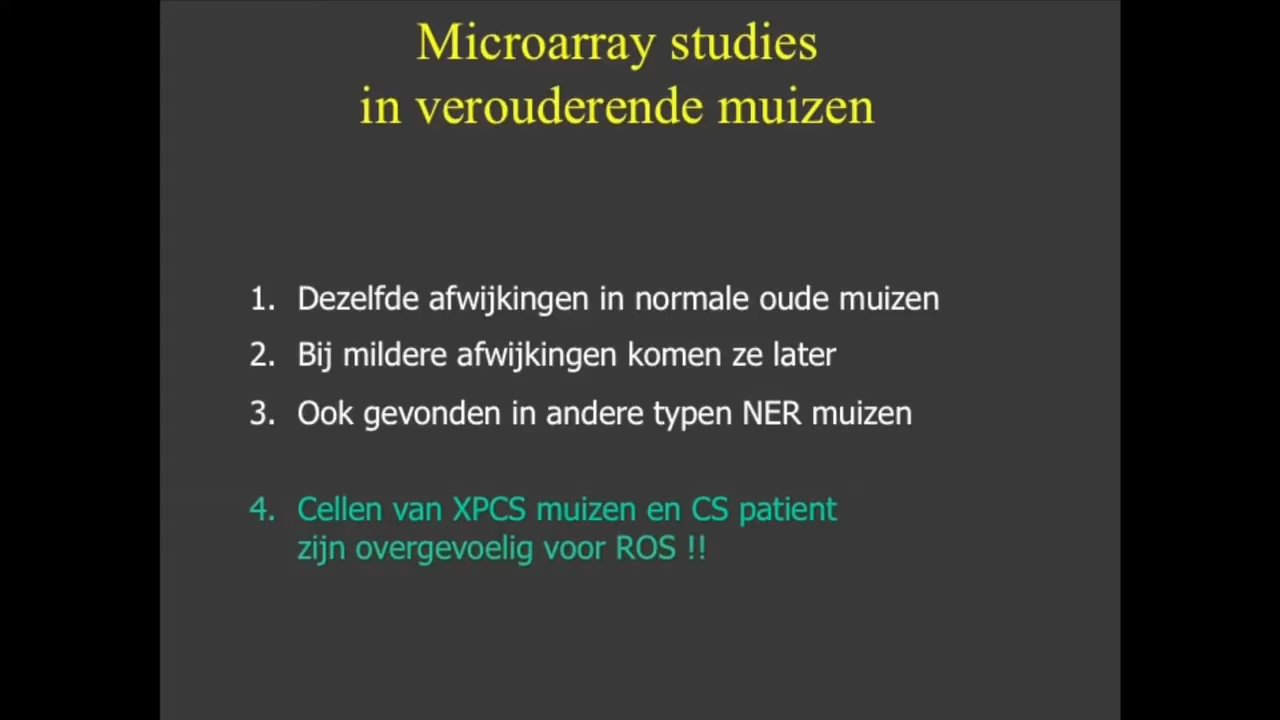 Microarray studies
in verouderende muizen
1. Dezelfde afwijkingen in normale oude muizen
2. Bij mildere afwijkingen komen ze later
3. Ook gevonden in andere typen NER muizen
4. Cellen van XPCS muizen en CS patient
zijn overgevoelig voor ROS !!